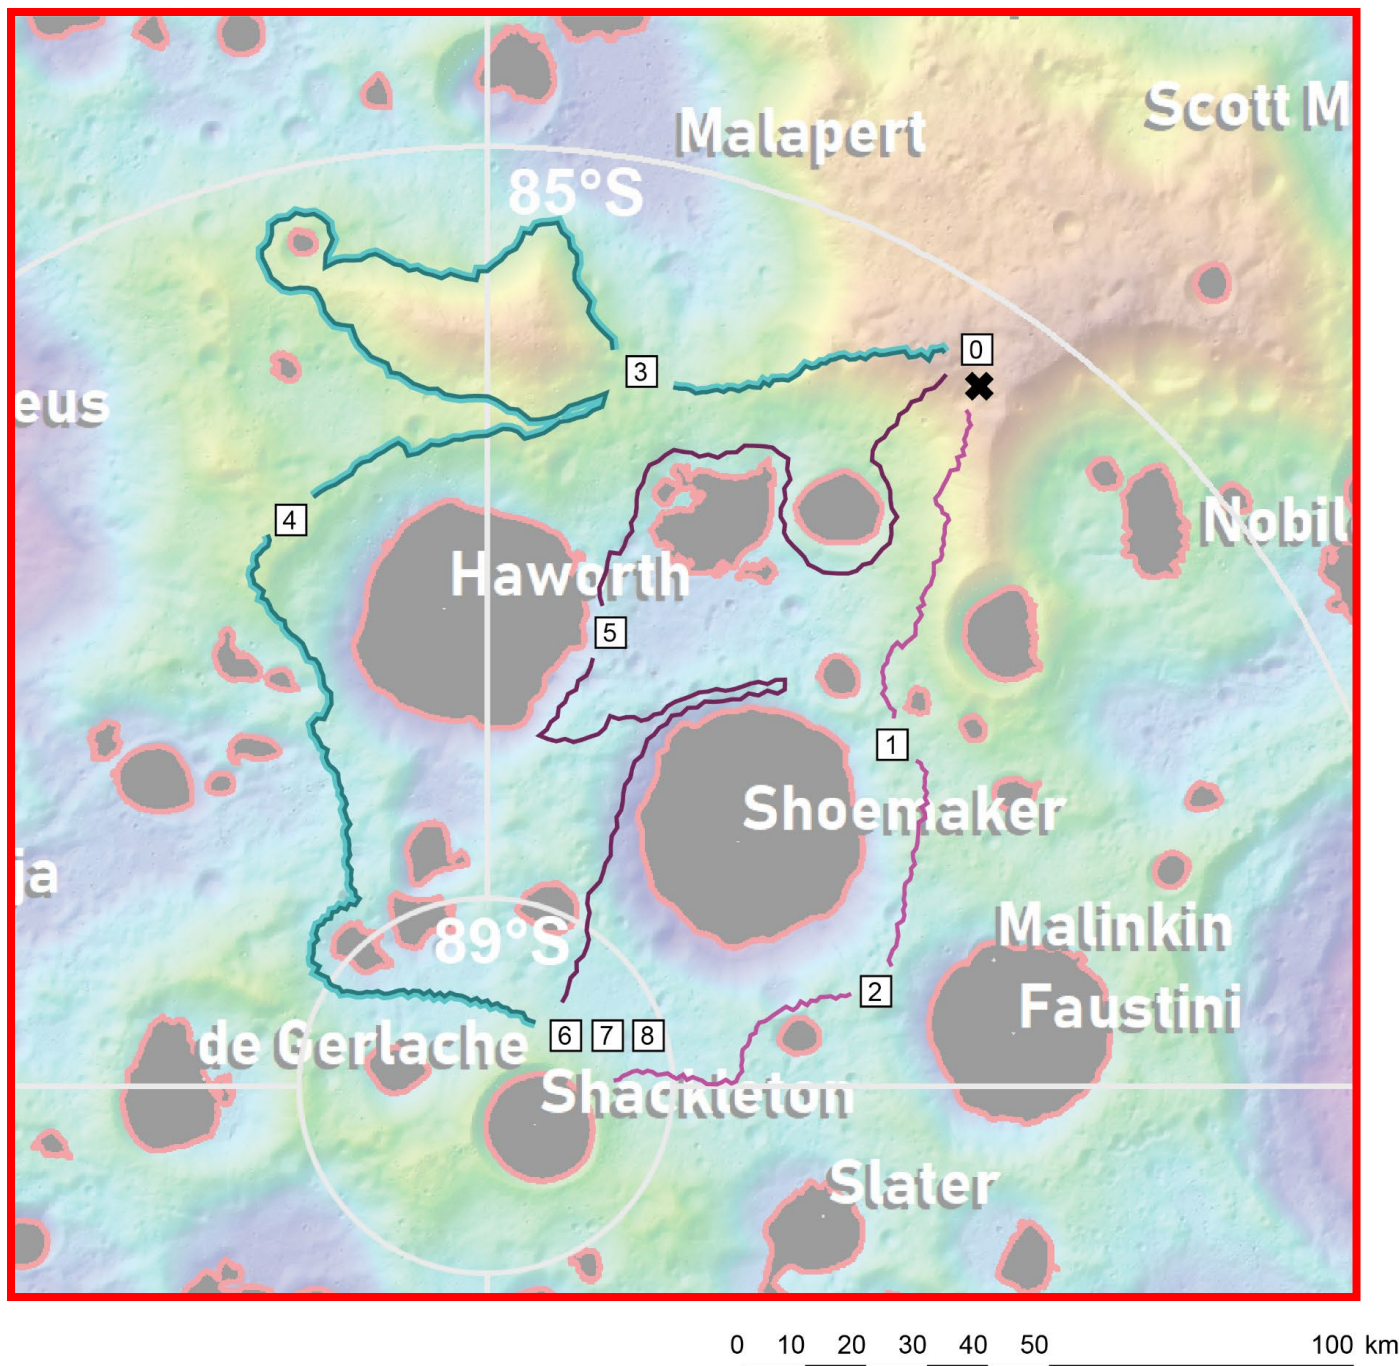 Scott M
Malapert
85°S
0
3
eus
4
Nobil
Haworth
5
1
Shoemaker
ja
Malinkin
89°S
2
Faustini
6 7 8
de Gerlache
Shackleton
Slater
0 10 20 30 40 50 100 km